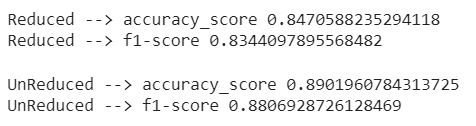 Reduced --> accuracy_score 0.8470588235294118
Reduced --> f1-score 0.8344097895568482
UnReduced --> accuracy_score 0.8901960784313725
UnReduced --> f1-score 0.8806928726128469